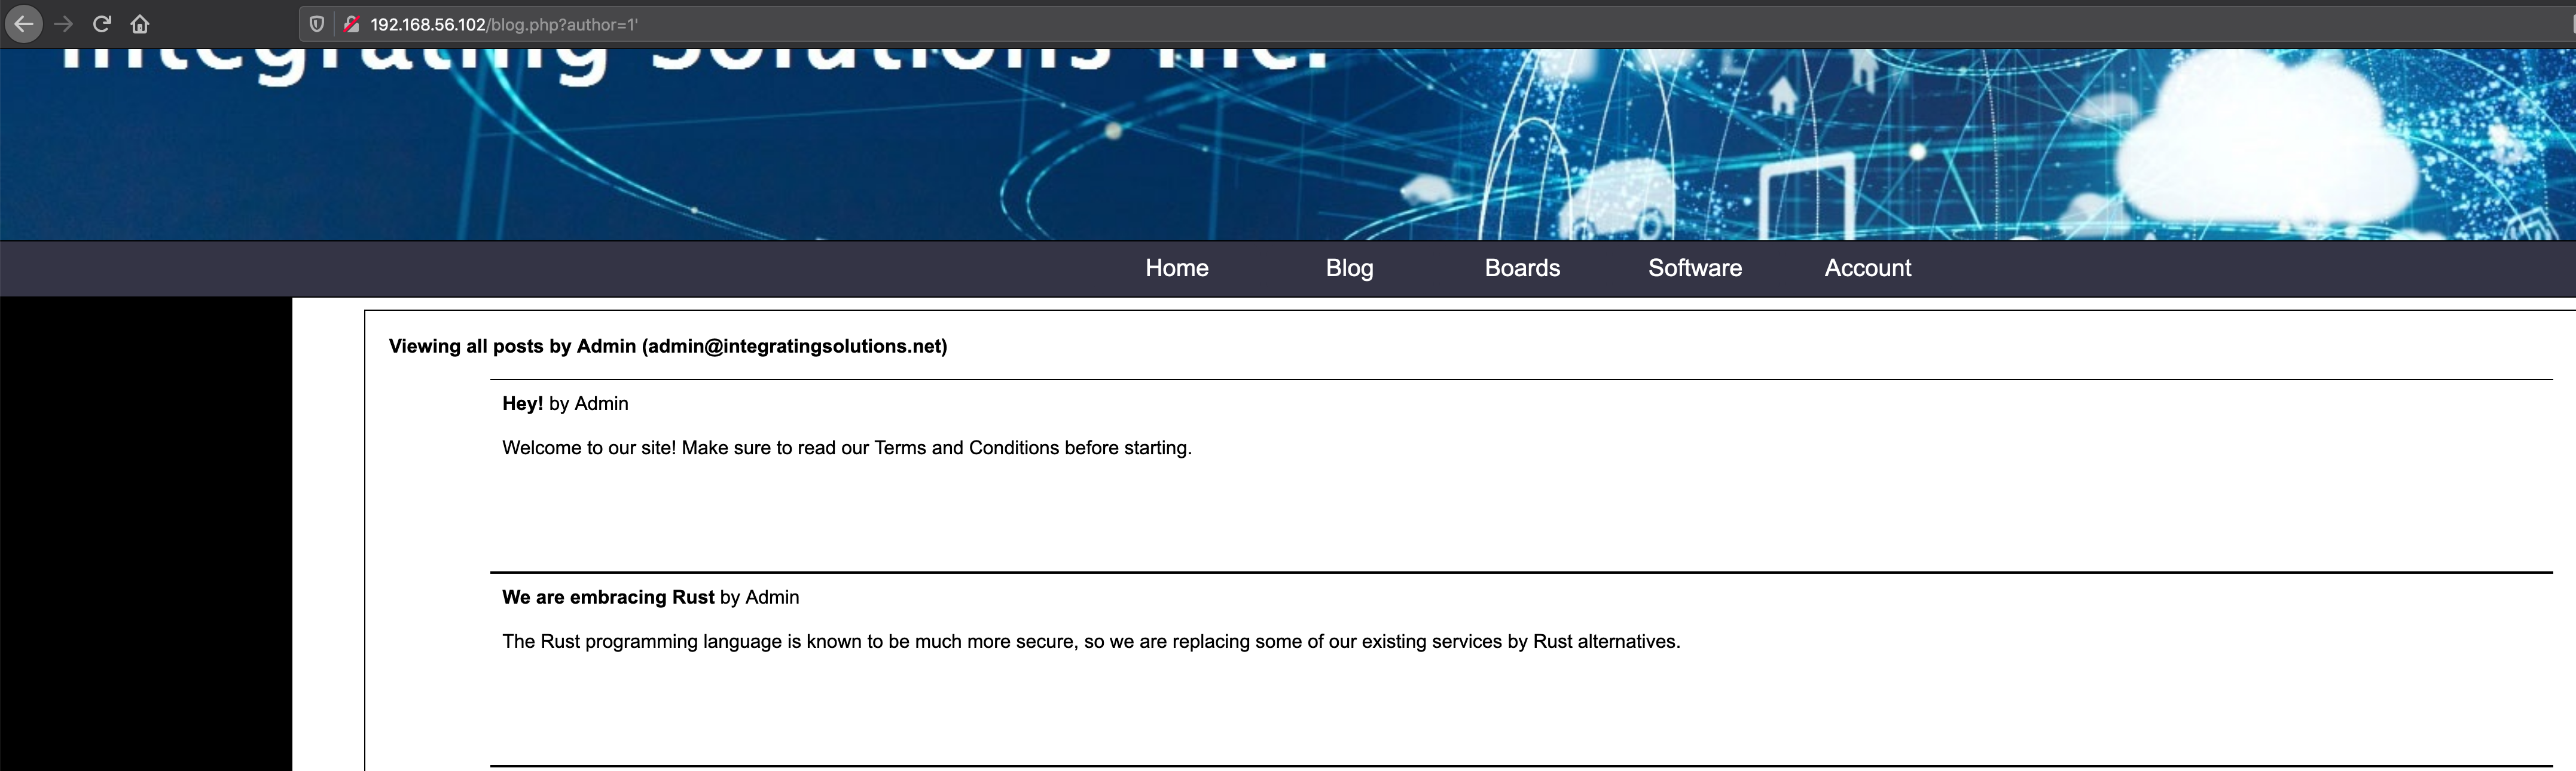 192.168.56.102/blog.php?author=1'
Integrating Solutions Inc.
Home Blog Boards Software Account
Viewing all posts by Admin (admin@integratingsolutions.net)
Hey! by Admin
Welcome to our site! Make sure to read our Terms and Conditions before starting.
We are embracing Rust by Admin
The Rust programming language is known to be much more secure, so we are replacing some of our existing services by Rust alternatives.